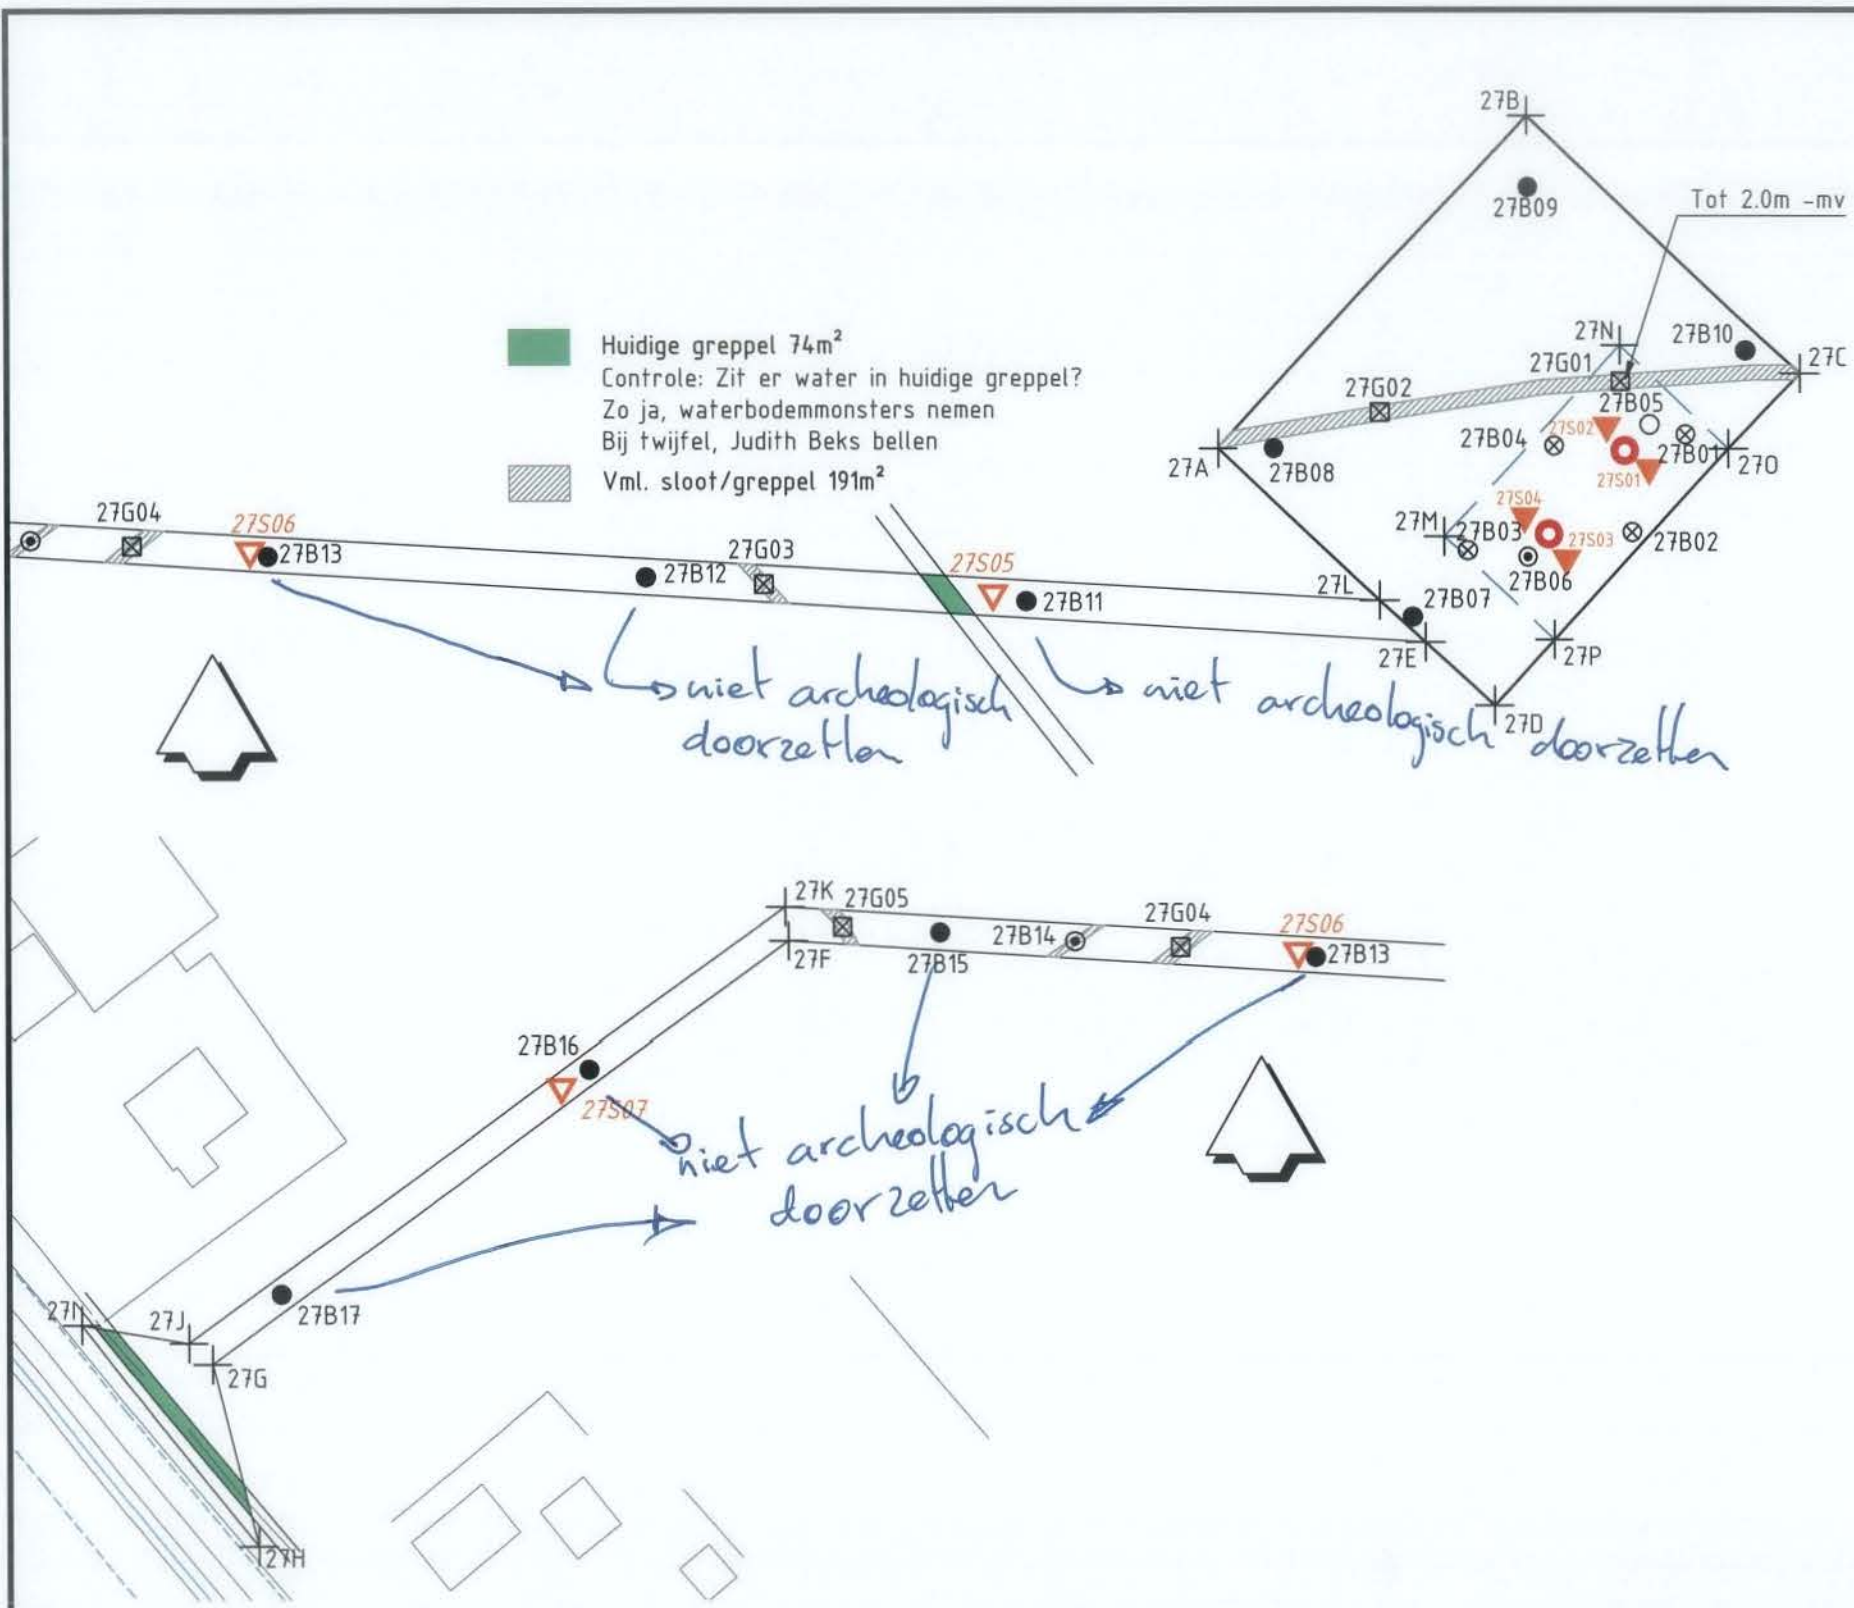 27B
27B09
Tot 2.0m -mv
Huidige greppel 74m²
Controle: Zit er water in huidige greppel?
Zo ja, waterbodemmonsters nemen
Bij twijfel, Judith Beks bellen
Vml. sloot/greppel 191m²
27N
27B10
27C
27G01
27G02
27B05
27S02
27B04
27B01
27O
27A
27B08
27S01
27S04
27M
27B03
27S03
27B02
27B06
27G04
27S06
27B13
27B12
27G03
27S05
27B11
27L
27B07
27E
27P
27D
niet archeologisch
doorzetten
niet archeologisch doorzetten
27K
27G05
27G04
27S06
27B14
27B13
27F
27B15
27B16
27S07
niet archeologisch
doorzetten
27B17
27I
27J
27G
27H